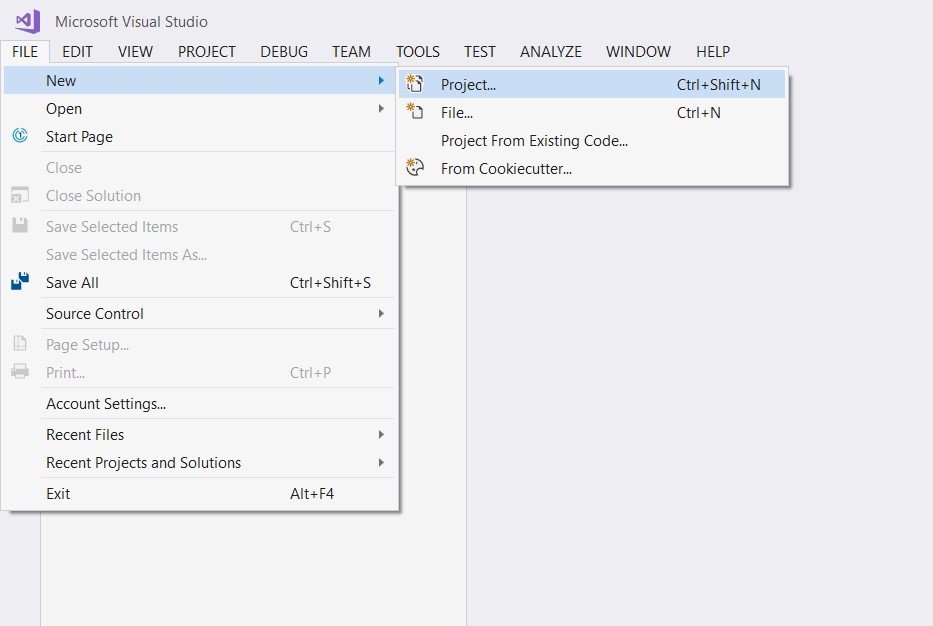 Microsoft Visual Studio
FILE EDIT VIEW PROJECT DEBUG TEAM TOOLS TEST ANALYZE WINDOW HELP
New
Open
Start Page
Close
Close Solution
Save Selected Items Ctrl+S
Save Selected Items As...
Save All Ctrl+Shift+S
Source Control
Page Setup...
Print... Ctrl+P
Account Settings...
Recent Files
Recent Projects and Solutions
Exit Alt+F4
Project... Ctrl+Shift+N
File... Ctrl+N
Project From Existing Code...
From Cookiecutter...